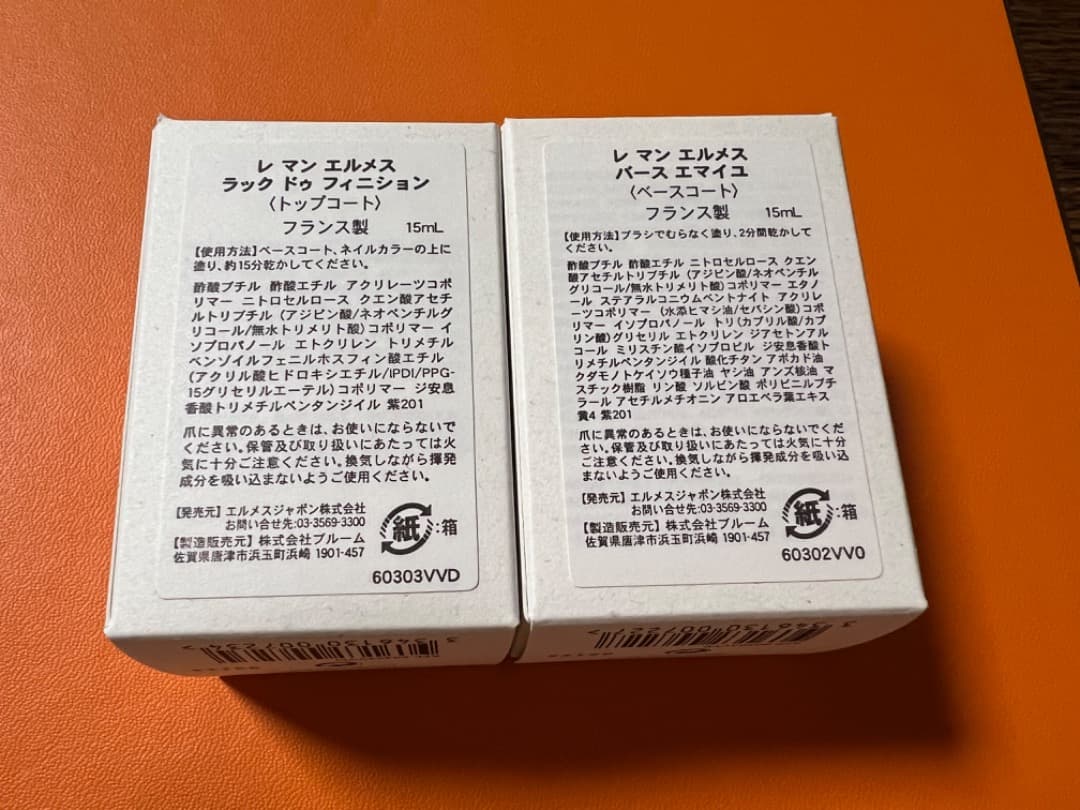 レ マン エルメス
ラック ドゥ フィニション
〈トップコート〉
フランス製 15mL
【使用方法】ベースコート、ネイルカラーの上に
塗り、約15分乾かしてください。
酢酸ブチル 酢酸エチル アクリレーツコポ
リマー ニトロセルロース クエン酸アセチ
ルトリブチル (アジピン酸/ネオペンチルグ
リコール/無水トリメリト酸)コポリマー イ
ソプロパノール エトクリレン トリメチル
ベンゾイルフェニルホスフィン酸エチル
(アクリル酸ヒドロキシエチル/IPDI/PPG-
15グリセリルエーテル)コポリマー ジ安息
香酸トリメチルペンタンジイル 紫201
爪に異常のあるときは、お使いにならないで
ください。保管及び取り扱いにあたっては火
気に十分ご注意ください。換気しながら揮発
成分を吸い込まないようご使用ください。
【発売元】エルメスジャポン株式会社
お問い合せ先:03-3569-3300
【製造販売元】株式会社ブルーム
佐賀県唐津市浜玉町浜崎 1901-457
紙:箱
60303VVD
レ マン エルメス
バース エマイユ
〈ベースコート〉
フランス製 15mL
【使用方法】ブラシでむらなく塗り、2分間乾かして
ください。
酢酸ブチル 酢酸エチル ニトロセルロース クエン
酸アセチルトリブチル (アジピン酸/ネオペンチル
グリコール/無水トリメリト酸)コポリマー エタノ
ール ステアラルコニウムベントナイト アクリレ
ーツコポリマー (水添ヒマシ油/セバシン酸)コポ
リマー イソプロパノール トリ(カプリル酸/カプ
リン酸)グリセリル エトクリレン ジアセトンアル
コール ミリスチン酸イソプロピル ジ安息香酸ト
リメチルペンタンジイル 酸化チタン アボカド油
クダモノトケイソウ種子油 ヤシ油 アンズ核油 マ
スチック樹脂 リン酸 ソルビン酸 ポリビニルブチ
ラール アセチルメチオニン アロエベラ葉エキス
黄4 紫201
爪に異常のあるときは、お使いにならないでくだ
さい。保管及び取り扱いにあたっては火気に十分
ご注意ください。換気しながら揮発成分を吸い込
まないようご使用ください。
【発売元】エルメスジャポン株式会社
お問い合せ先:03-3569-3300
【製造販売元】株式会社ブルーム
佐賀県唐津市浜玉町浜崎 1901-457
紙:箱
60302VV0